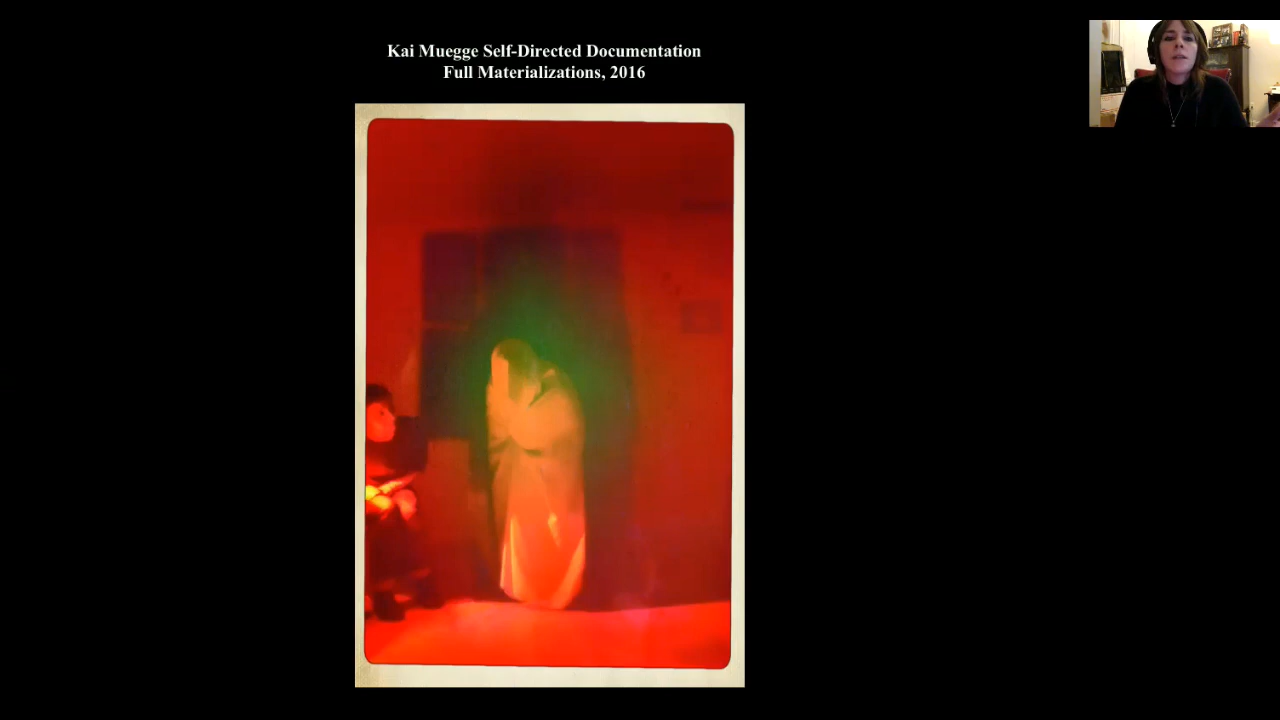 Kai Muegge Self-Directed Documentation
Full Materializations, 2016